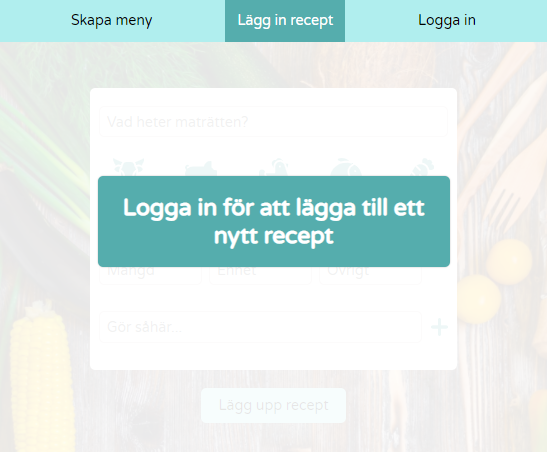 Skapa meny
Lägg in recept
Logga in
Vad heter maträtten?
Logga in för att lägga till ett
nytt recept
Mängd
Enhet
Övrigt
Gör såhär...
Lägg upp recept